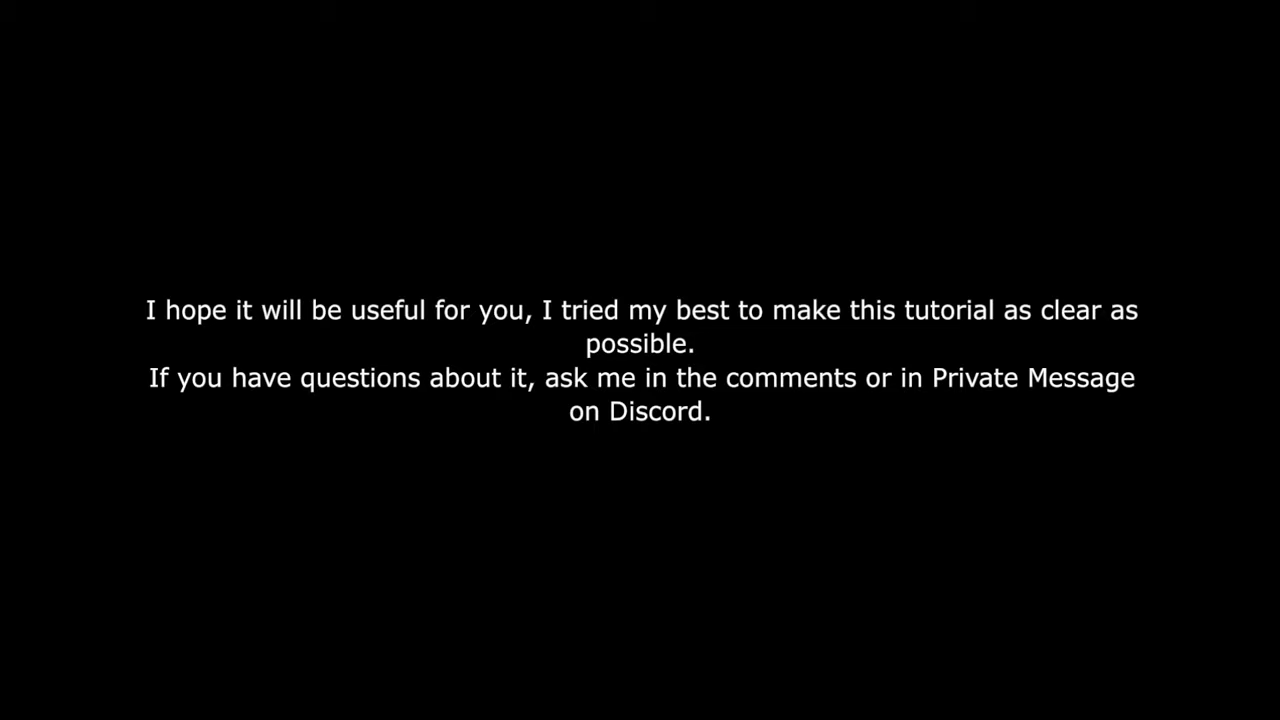 I hope it will be useful for you, I tried my best to make this tutorial as clear as
possible.
If you have questions about it, ask me in the comments or in Private Message
on Discord.